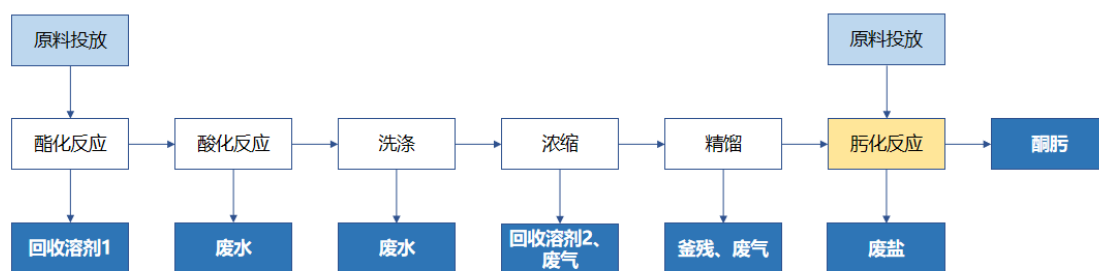 原料投放
原料投放
酯化反应
酸化反应
洗涤
浓缩
精馏
肟化反应
酮肟
回收溶剂1
废水
废水
回收溶剂2、
废气
釜残、废气
废盐